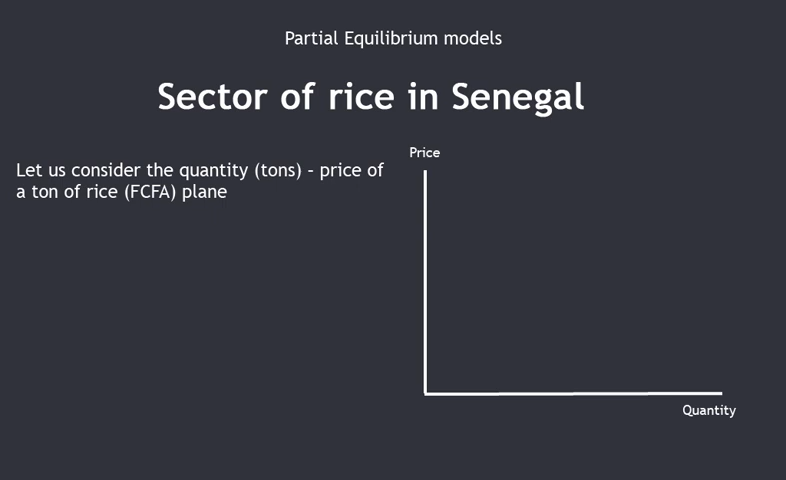 Partial Equilibrium models
Sector of rice in Senegal
Price
Let us consider the quantity (tons) – price of
a ton of rice (FCFA) plane
Quantity